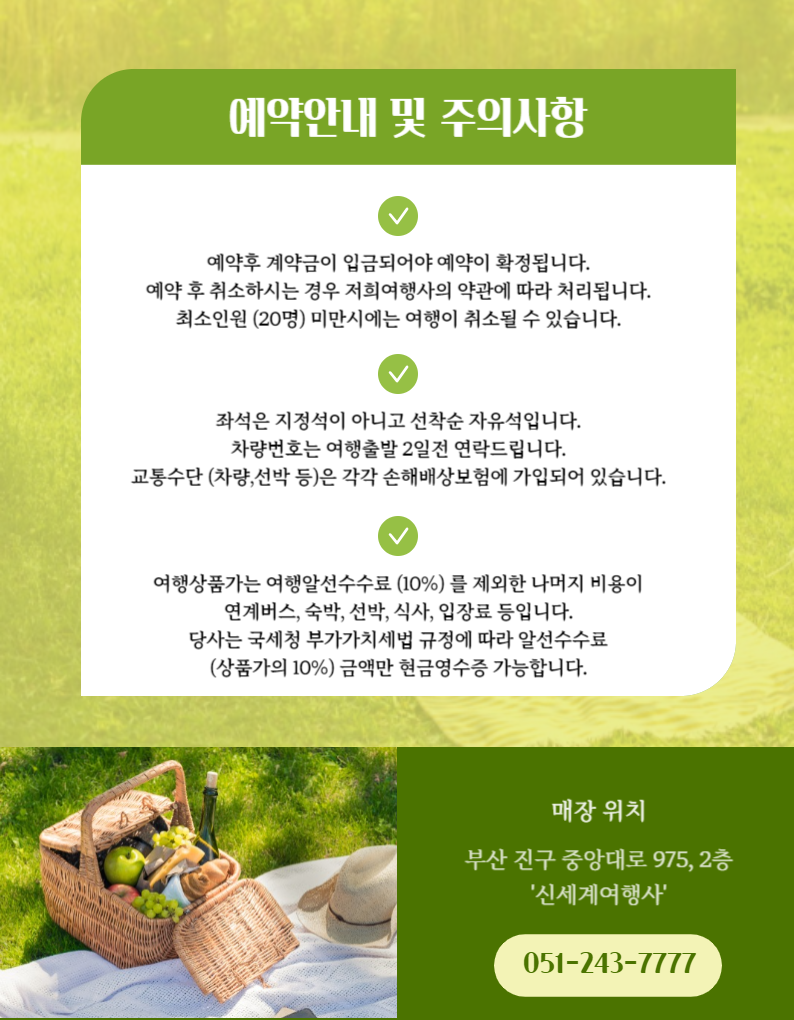 예약안내 및 주의사항
예약후 계약금이 입금되어야 예약이 확정됩니다.
예약 후 취소하시는 경우 저희여행사의 약관에 따라 처리됩니다.
최소인원 (20명) 미만시에는 여행이 취소될 수 있습니다.
좌석은 지정석이 아니고 선착순 자유석입니다.
차량번호는 여행출발 2일전 연락드립니다.
교통수단 (차량,선박 등)은 각각 손해배상보험에 가입되어 있습니다.
여행상품가는 여행알선수수료 (10%) 를 제외한 나머지 비용이
연계버스, 숙박, 선박, 식사, 입장료 등입니다.
당사는 국세청 부가가치세법 규정에 따라 알선수수료
(상품가의 10%) 금액만 현금영수증 가능합니다.
매장 위치
부산 진구 중앙대로 975, 2층
'신세계여행사'
051-243-7777